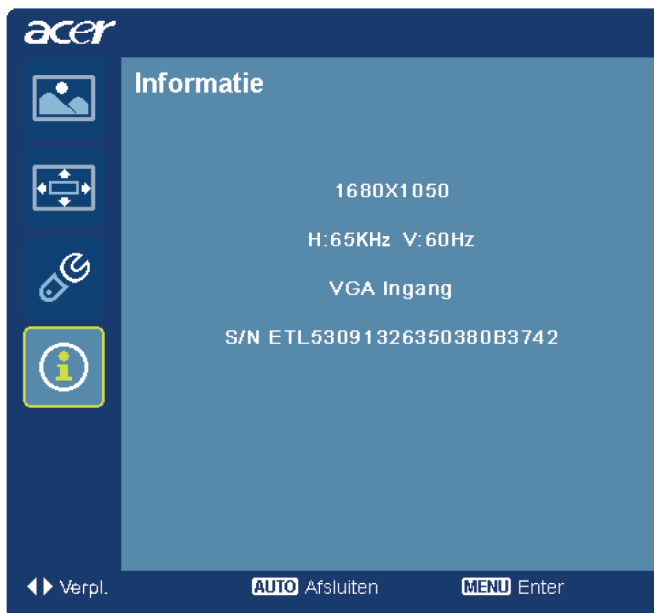 acer
Informatie
1680X1050
H:65KHz V:60Hz
VGA Ingang
S/N ETL53091326350380B3742
Verpl. AUTO Afsluiten MENU Enter